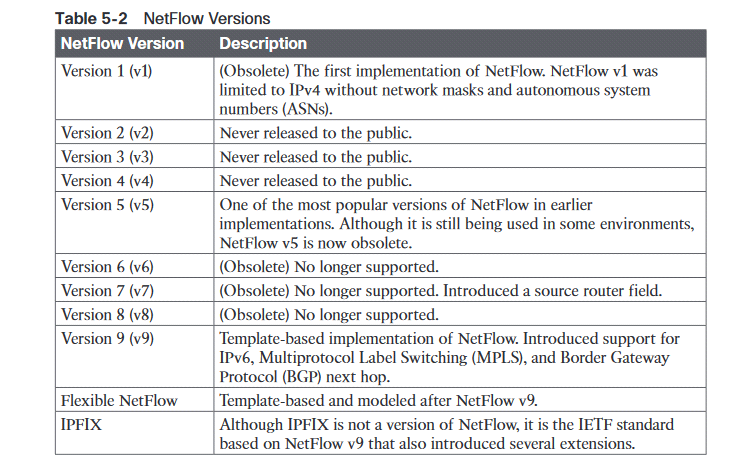 Table 5-2 NetFlow Versions
NetFlow Version Description
Version 1 (v1) (Obsolete) The first implementation of NetFlow. NetFlow v1 was
limited to IPv4 without network masks and autonomous system
numbers (ASNs).
Version 2 (v2) Never released to the public.
Version 3 (v3) Never released to the public.
Version 4 (v4) Never released to the public.
Version 5 (v5) One of the most popular versions of NetFlow in earlier
implementations. Although it is still being used in some environments,
NetFlow v5 is now obsolete.
Version 6 (v6) (Obsolete) No longer supported.
Version 7 (v7) (Obsolete) No longer supported. Introduced a source router field.
Version 8 (v8) (Obsolete) No longer supported.
Version 9 (v9) Template-based implementation of NetFlow. Introduced support for
IPv6, Multiprotocol Label Switching (MPLS), and Border Gateway
Protocol (BGP) next hop.
Flexible NetFlow Template-based and modeled after NetFlow v9.
IPFIX Although IPFIX is not a version of NetFlow, it is the IETF standard
based on NetFlow v9 that also introduced several extensions.